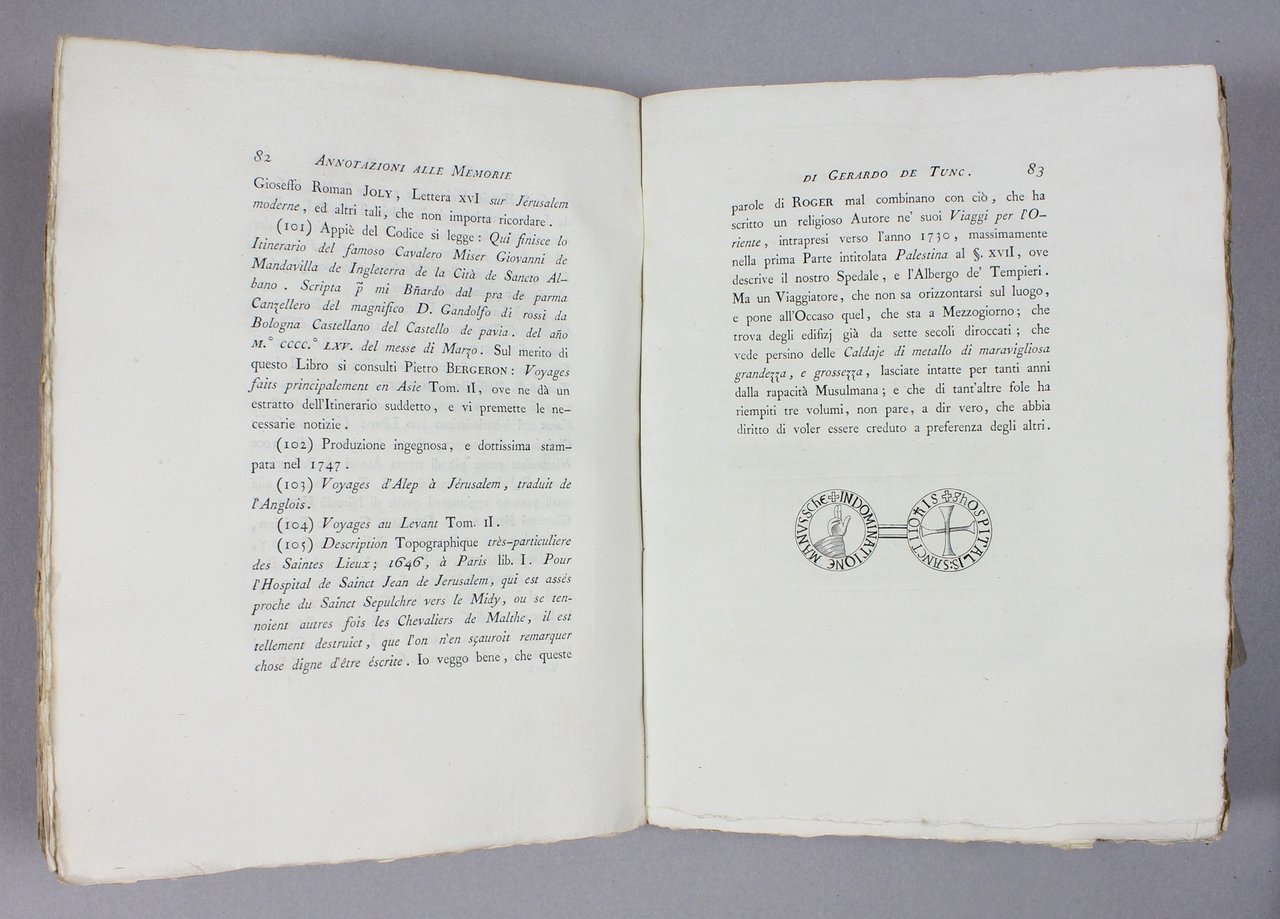 82 Annotazioni alle Memorie
Gioseffo Roman Joly, Lettera xvI sur Jérusalem
moderne, ed altri tali, che non importa ricordare.
(101) Appiè del Codice si legge: Qui finisce lo
Itinerario del famoso Cavalero Miser Giovanni de
Mandavilla de Ingleterra de la Cità de Sancto Al-
bano. Scripta p̃ mi Bñardo dal pra de parma
Canzellero del magnifico D. Gandolfo di rossi da
Bologna Castellano del Castello de pavia. del año
M.° CCCC.° LXV. del messe di Marzo. Sul merito di
questo Libro si consulti Pietro Bergeron: Voyages
faits principalement en Asie Tom. II, ove ne dà un
estratto dell'Itinerario suddetto, e vi premette le ne-
cessarie notizie.
(102) Produzione ingegnosa, e dottissima stam-
pata nel 1747.
(103) Voyages d'Alep à Jérusalem, traduit de
l'Anglois.
(104) Voyages au Levant Tom. II.
(105) Description Topographique très-particuliere
des Saintes Lieux; 1646, à Paris lib. I. Pour
l'Hospital de Sainct Jean de Jerusalem, qui est assés
proche du Sainct Sepulchre vers le Midy, ou se ten-
noient autres fois les Chevaliers de Malthe, il est
tellement destruict, que l'on n'en sçauroit remarquer
chose digne d'être éscrite. Io veggo bene, che queste
di Gerardo de Tunc. 83
parole di Roger mal combinano con ciò, che ha
scritto un religioso Autore ne' suoi Viaggi per l'O-
riente, intrapresi verso l'anno 1730, massimamente
nella prima Parte intitolata Palestina al §. XVII, ove
descrive il nostro Spedale, e l'Albergo de' Tempieri.
Ma un Viaggiatore, che non sa orizzontarsi sul luogo,
e pone all'Occaso quel, che sta a Mezzogiorno; che
trova degli edifizj già da sette secoli diroccati; che
vede persino delle Caldaje di metallo di maravigliosa
grandezza, e grossezza, lasciate intatte per tanti anni
dalla rapacità Musulmana; e che di tant'altre fole ha
riempiti tre volumi, non pare, a dir vero, che abbia
diritto di voler essere creduto a preferenza degli altri.
INDOMINATIONE MANVSSCHE
HOSPITALIS: SANCTI IOHIS